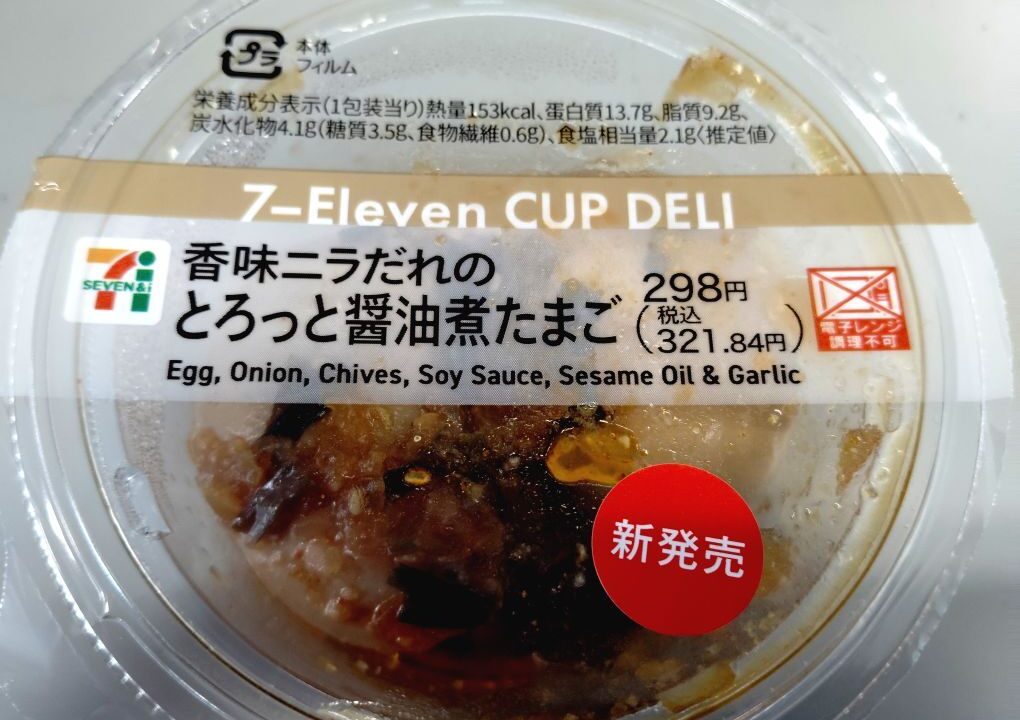 プラ
本体
フィルム
栄養成分表示(1包装当り)熱量153kcal、蛋白質13.7g、脂質9.2g、
炭水化物4.1g(糖質3.5g、食物繊維0.6g)、食塩相当量2.1g〈推定値〉
7-Eleven CUP DELI
7i
SEVEN&i
香味ニラだれの
とろっと醤油煮たまご
298円
(税込
321.84円)
電子レンジ
調理不可
Egg, Onion, Chives, Soy Sauce, Sesame Oil & Garlic
新発売